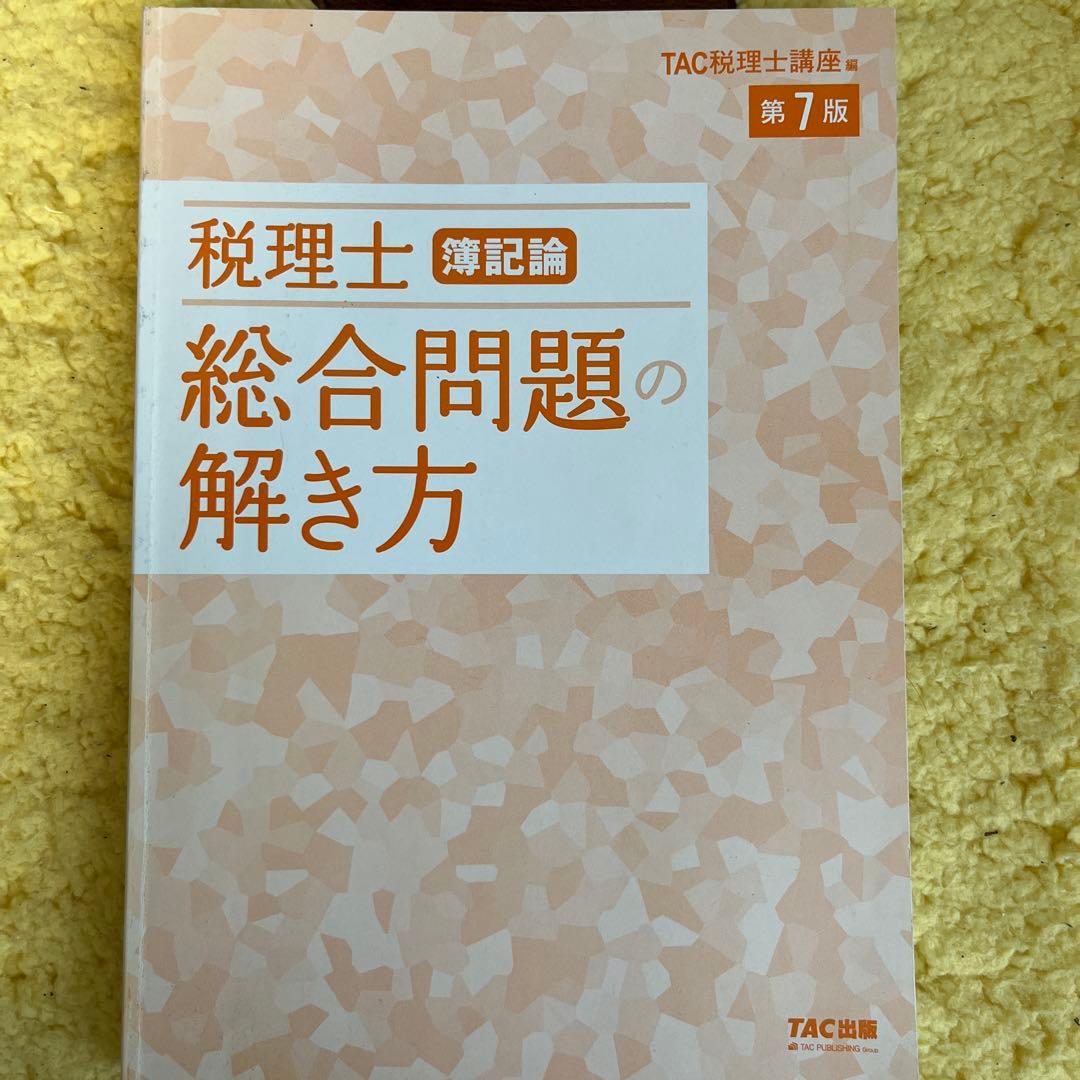 TAC税理士講座 編
第7版
税理士 簿記論
総合問題の
解き方
TAC出版
TAC PUBLISHING Group